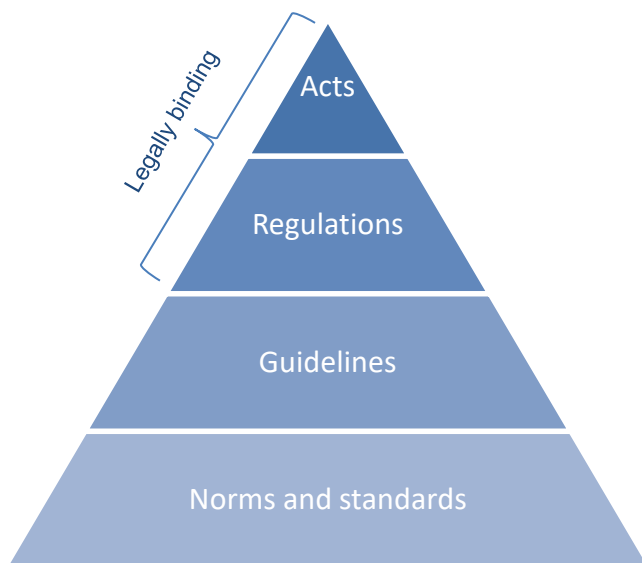 Legally binding
Acts
Regulations
Guidelines
Norms and standards